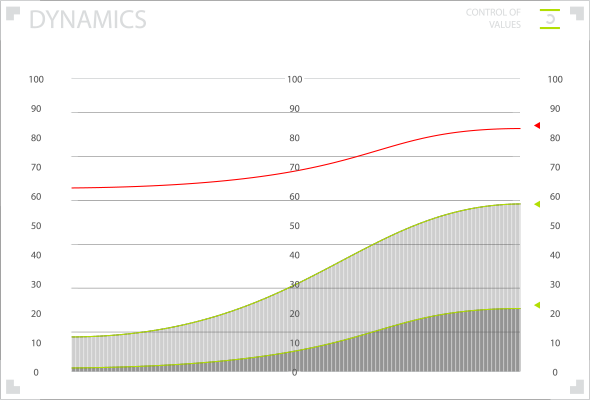 DYNAMICS
CONTROL OF
VALUES
5
100 100 100
90 90 90
80 80 80
70 70 70
60 60 60
50 50 50
40 40 40
30 30 30
20 20 20
10 10 10
0 0 0